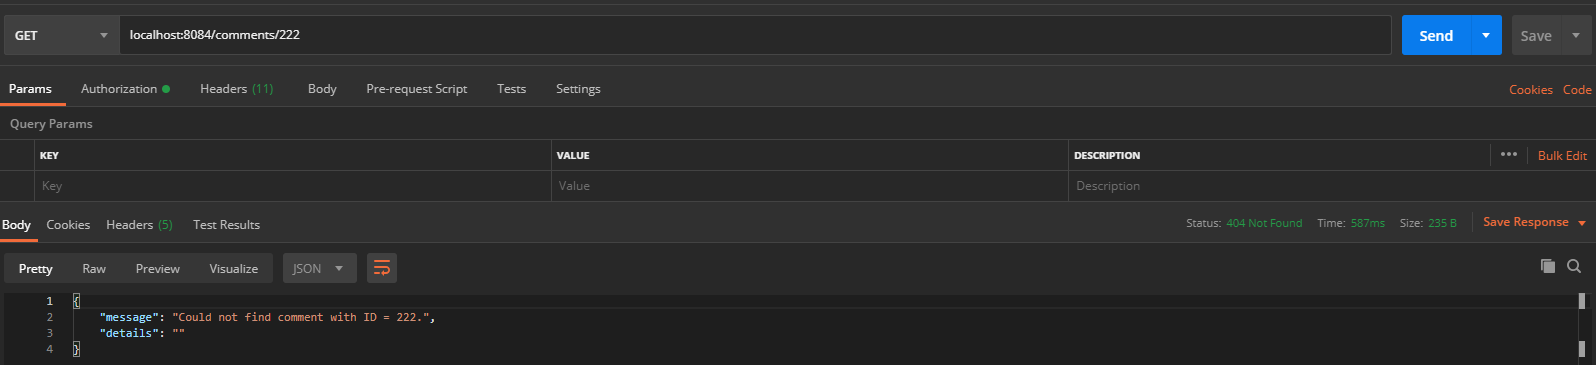 GET localhost:8084/comments/222 Send Save
Params Authorization Headers (11) Body Pre-request Script Tests Settings Cookies Code
Query Params
KEY VALUE DESCRIPTION ••• Bulk Edit
Key Value Description
Body Cookies Headers (5) Test Results Status: 404 Not Found Time: 587ms Size: 235 B Save Response
Pretty Raw Preview Visualize JSON
1 {
2 "message": "Could not find comment with ID = 222.",
3 "details": ""
4 }